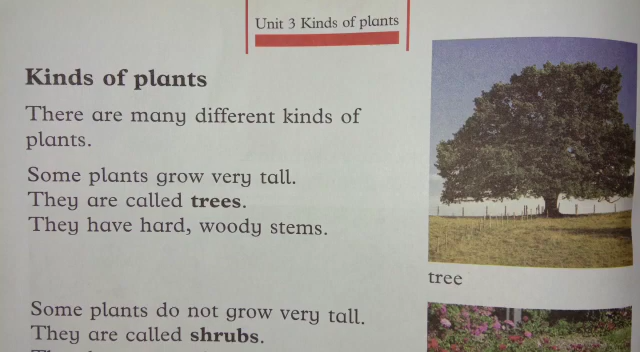 Unit 3 Kinds of plants
Kinds of plants
There are many different kinds of
plants.
Some plants grow very tall.
They are called trees.
They have hard, woody stems.
tree
Some plants do not grow very tall.
They are called shrubs.